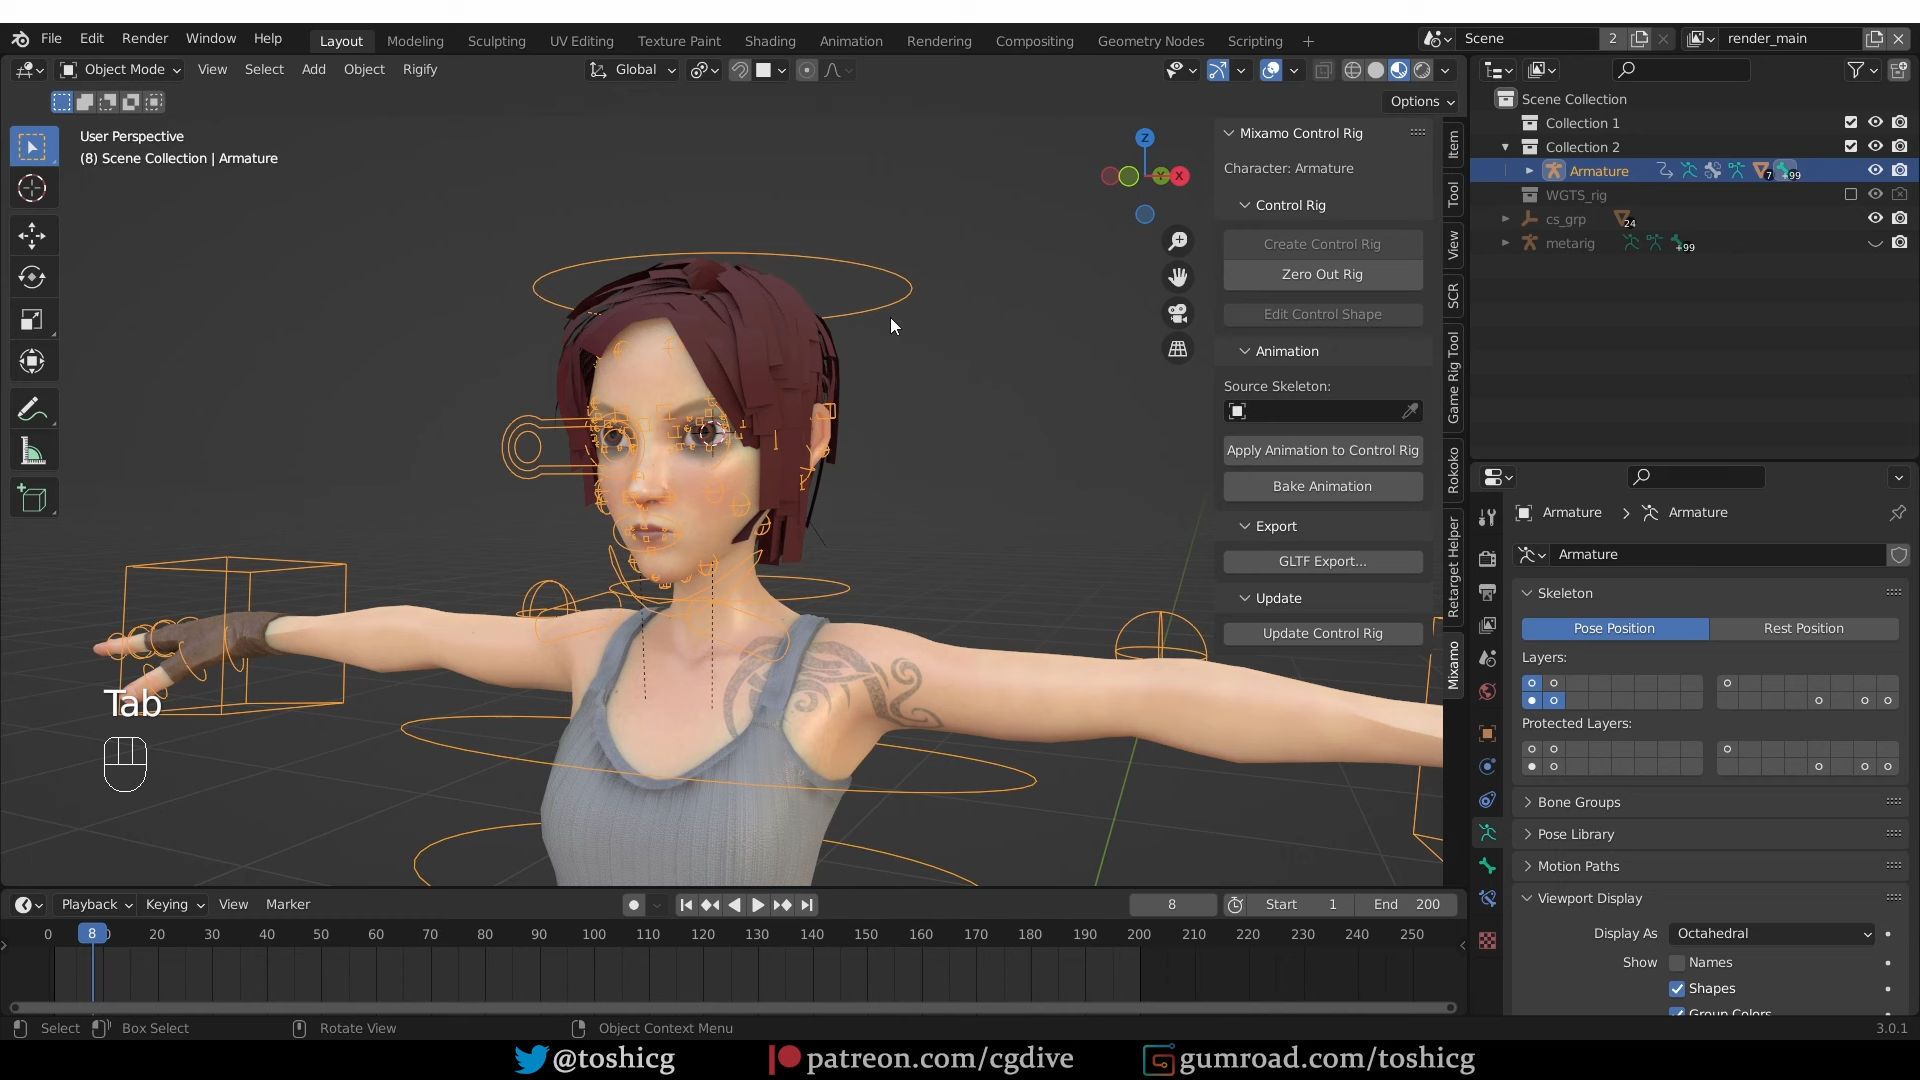 File Edit Render Window Help
Layout Modeling Sculpting UV Editing Texture Paint Shading Animation Rendering Compositing Geometry Nodes Scripting +
Scene 2 render_main
Object Mode View Select Add Object Rigify
Global
Options
User Perspective
(8) Scene Collection | Armature
Z
Y
X
Mixamo Control Rig
Character: Armature
Control Rig
Create Control Rig
Zero Out Rig
Edit Control Shape
Animation
Source Skeleton:
Apply Animation to Control Rig
Bake Animation
Export
GLTF Export...
Update
Update Control Rig
Item
Tool
View
SCR
Game Rig Tool
Rokoko
Retarget Helper
Mixamo
Scene Collection
Collection 1
Collection 2
Armature 7 +99
WGTS_rig
cs_grp 24
metarig +99
Armature > Armature
Armature
Skeleton
Pose Position Rest Position
Layers:
Protected Layers:
Bone Groups
Pose Library
Motion Paths
Viewport Display
Display As Octahedral
Show Names
Shapes
Group Colors
Tab
Playback Keying View Marker
8 Start 1 End 200
0 8 20 30 40 50 60 70 80 90 100 110 120 130 140 150 160 170 180 190 200 210 220 230 240 250
Select Box Select Rotate View Object Context Menu 3.0.1
@toshicg patreon.com/cgdive gumroad.com/toshicg